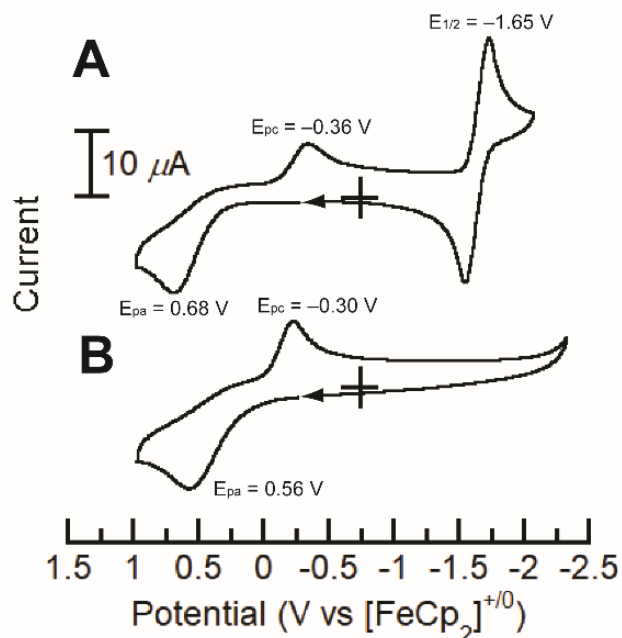 E1/2 = –1.65 V
A
Epc = –0.36 V
10 μA
Current
Epa = 0.68 V
Epc = –0.30 V
B
Epa = 0.56 V
1.5 1 0.5 0 -0.5 -1 -1.5 -2 -2.5
Potential (V vs [FeCp2]+/0)